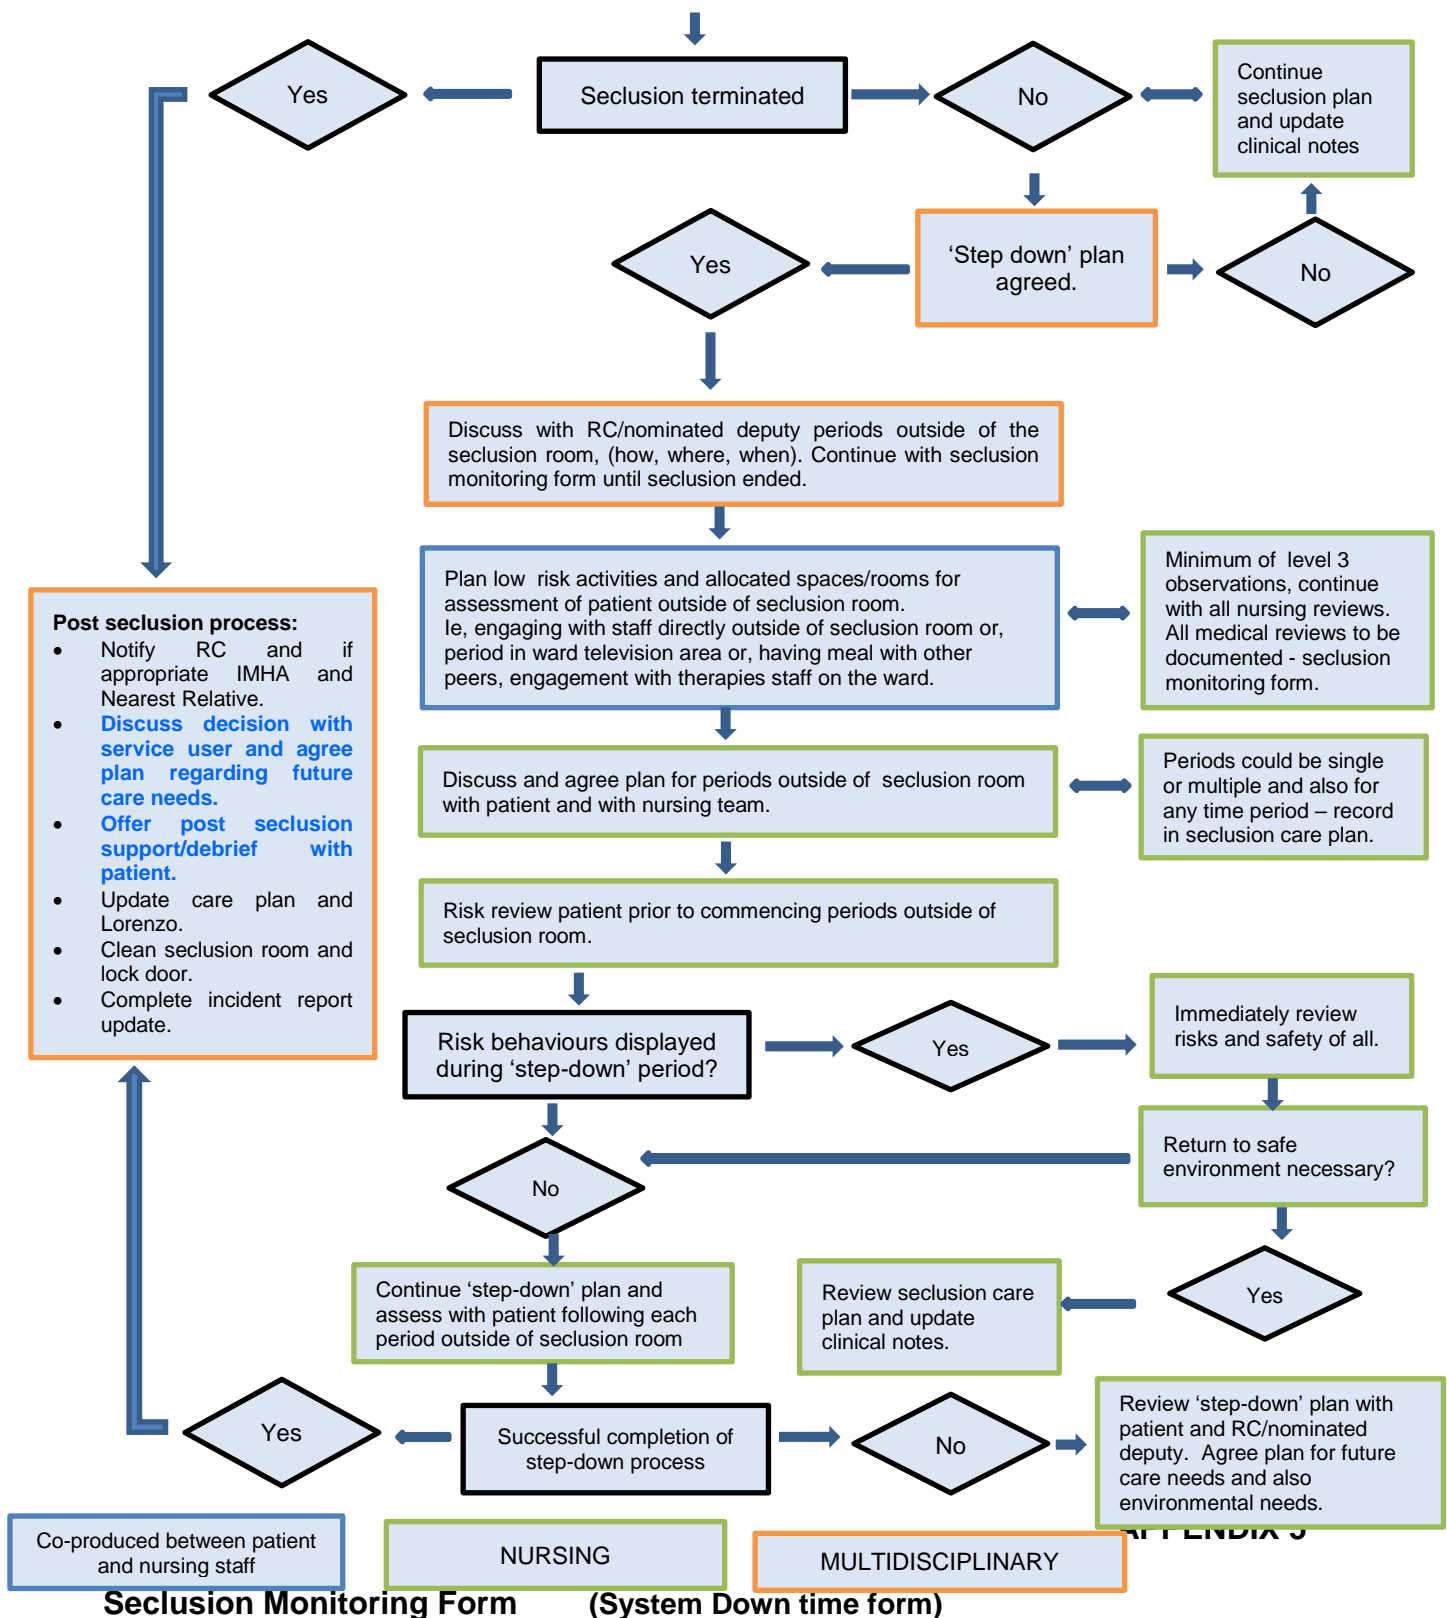 Yes
Seclusion terminated
No
Continue
seclusion plan
and update
clinical notes
Yes
‘Step down’ plan
agreed.
No
Discuss with RC/nominated deputy periods outside of the
seclusion room, (how, where, when). Continue with seclusion
monitoring form until seclusion ended.
Plan low risk activities and allocated spaces/rooms for
assessment of patient outside of seclusion room.
Ie, engaging with staff directly outside of seclusion room or,
period in ward television area or, having meal with other
peers, engagement with therapies staff on the ward.
Minimum of level 3
observations, continue
with all nursing reviews.
All medical reviews to be
documented - seclusion
monitoring form.
Post seclusion process:
• Notify RC and if
appropriate IMHA and
Nearest Relative.
• Discuss decision with
service user and agree
plan regarding future
care needs.
• Offer post seclusion
support/debrief with
patient.
• Update care plan and
Lorenzo.
• Clean seclusion room and
lock door.
• Complete incident report
update.
Discuss and agree plan for periods outside of seclusion room
with patient and with nursing team.
Periods could be single
or multiple and also for
any time period – record
in seclusion care plan.
Risk review patient prior to commencing periods outside of
seclusion room.
Risk behaviours displayed
during ‘step-down’ period?
Yes
Immediately review
risks and safety of all.
Return to safe
environment necessary?
No
Yes
Continue ‘step-down’ plan and
assess with patient following each
period outside of seclusion room
Review seclusion care
plan and update
clinical notes.
Yes
Successful completion of
step-down process
No
Review ‘step-down’ plan with
patient and RC/nominated
deputy. Agree plan for future
care needs and also
environmental needs.
APPENDIX 5
Co-produced between patient
and nursing staff
NURSING
MULTIDISCIPLINARY
Seclusion Monitoring Form (System Down time form)